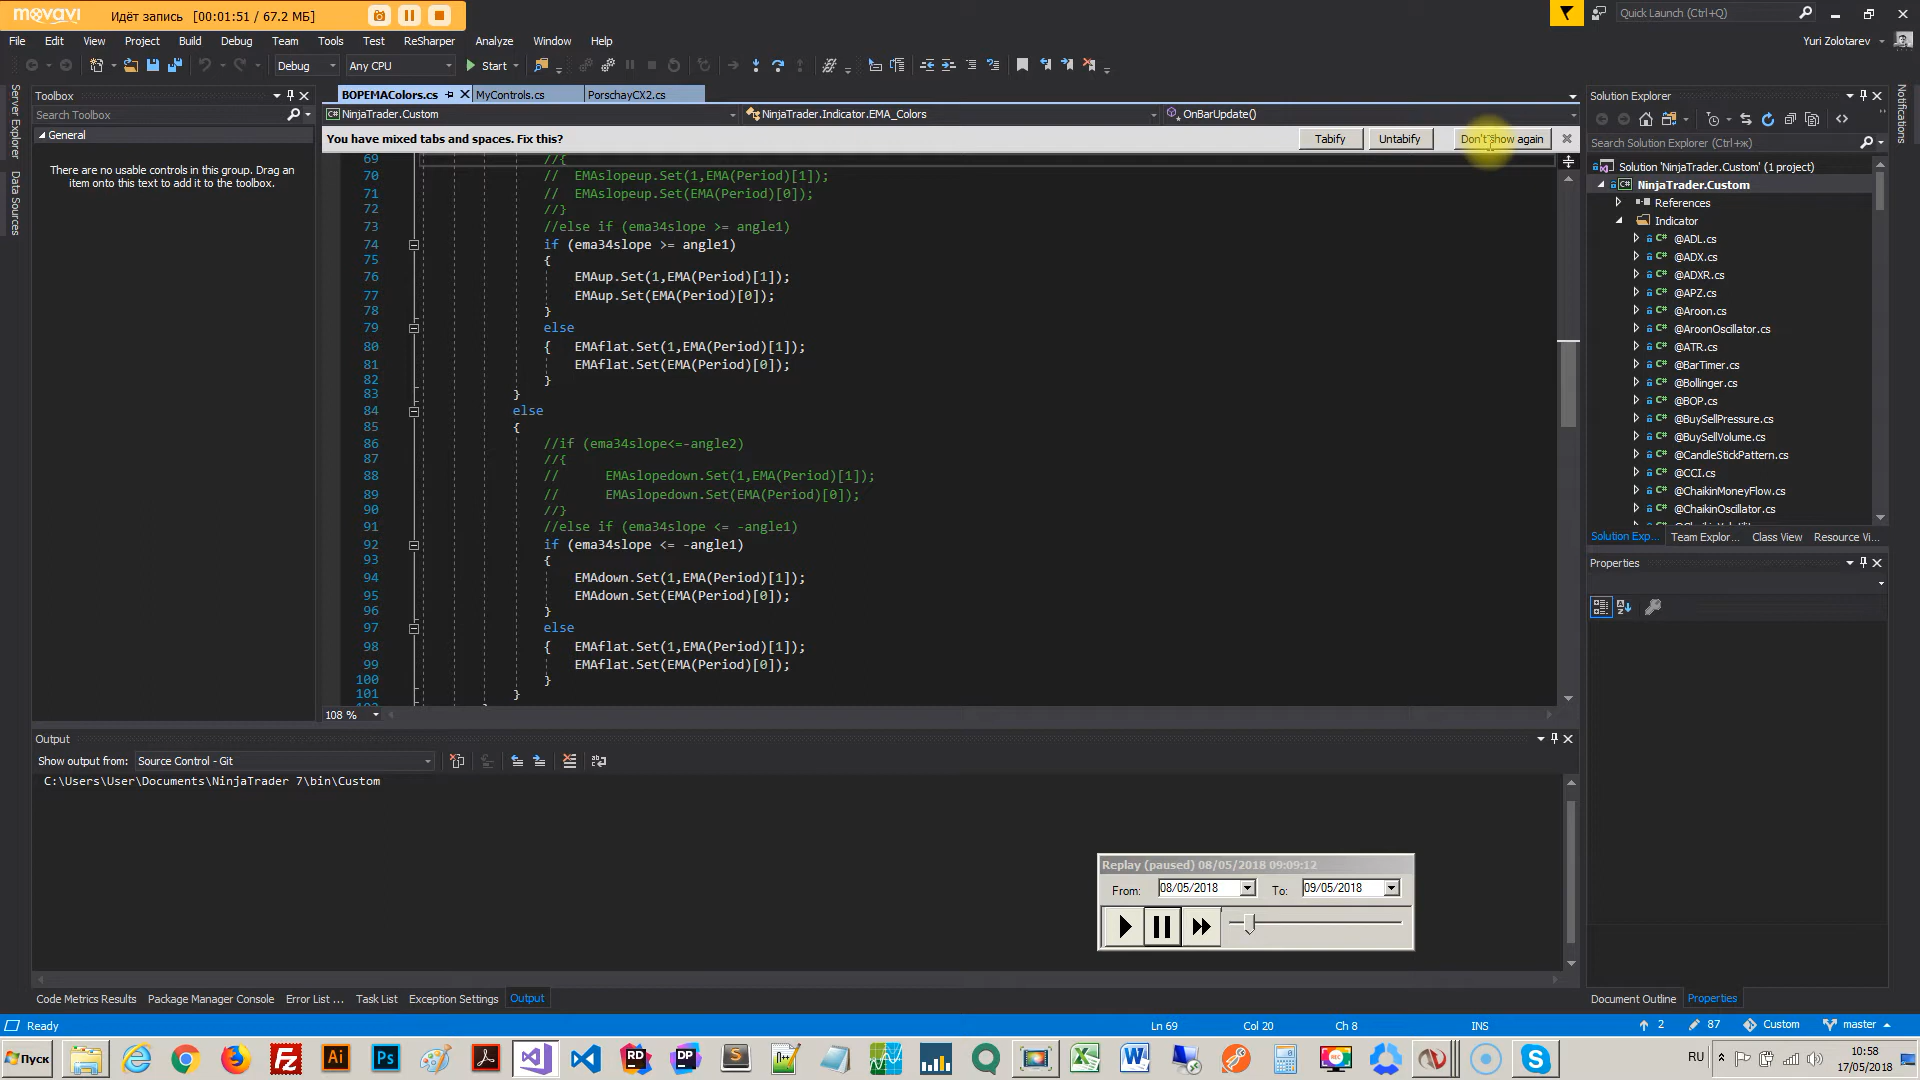 movavi
Идёт запись [00:01:51 / 67.2 МБ]
Quick Launch (Ctrl+Q)
File Edit View Project Build Debug Team Tools Test ReSharper Analyze Window Help
Yuri Zolotarev
Debug Any CPU Start
Server Explorer
Data Sources
Toolbox
Search Toolbox
General
There are no usable controls in this group. Drag an
item onto this text to add it to the toolbox.
BOPEMAColors.cs MyControls.cs PorschayCX2.cs
NinjaTrader.Custom NinjaTrader.Indicator.EMA_Colors OnBarUpdate()
You have mixed tabs and spaces. Fix this? Tabify Untabify Don't show again
69 //{
70 // EMAslopeup.Set(1,EMA(Period)[1]);
71 // EMAslopeup.Set(EMA(Period)[0]);
72 //}
73 //else if (ema34slope >= angle1)
74 if (ema34slope >= angle1)
75 {
76 EMAup.Set(1,EMA(Period)[1]);
77 EMAup.Set(EMA(Period)[0]);
78 }
79 else
80 { EMAflat.Set(1,EMA(Period)[1]);
81 EMAflat.Set(EMA(Period)[0]);
82 }
83 }
84 else
85 {
86 //if (ema34slope<=-angle2)
87 //{
88 // EMAslopedown.Set(1,EMA(Period)[1]);
89 // EMAslopedown.Set(EMA(Period)[0]);
90 //}
91 //else if (ema34slope <= -angle1)
92 if (ema34slope <= -angle1)
93 {
94 EMAdown.Set(1,EMA(Period)[1]);
95 EMAdown.Set(EMA(Period)[0]);
96 }
97 else
98 { EMAflat.Set(1,EMA(Period)[1]);
99 EMAflat.Set(EMA(Period)[0]);
100 }
101 }
108 %
Solution Explorer
Search Solution Explorer (Ctrl+ж)
Solution 'NinjaTrader.Custom' (1 project)
NinjaTrader.Custom
References
Indicator
@ADL.cs
@ADX.cs
@ADXR.cs
@APZ.cs
@Aroon.cs
@AroonOscillator.cs
@ATR.cs
@BarTimer.cs
@Bollinger.cs
@BOP.cs
@BuySellPressure.cs
@BuySellVolume.cs
@CandleStickPattern.cs
@CCI.cs
@ChaikinMoneyFlow.cs
@ChaikinOscillator.cs
Solution Exp... Team Explor... Class View Resource Vi...
Properties
Notifications
Output
Show output from: Source Control - Git
C:\Users\User\Documents\NinjaTrader 7\bin\Custom
Replay (paused) 08/05/2018 09:09:12
From: 08/05/2018 To: 09/05/2018
Code Metrics Results Package Manager Console Error List ... Task List Exception Settings Output
Document Outline Properties
Ready Ln 69 Col 20 Ch 8 INS 2 87 Custom master
Пуск
Ai
Ps
RD
DP
REC
RU
10:58
17/05/2018